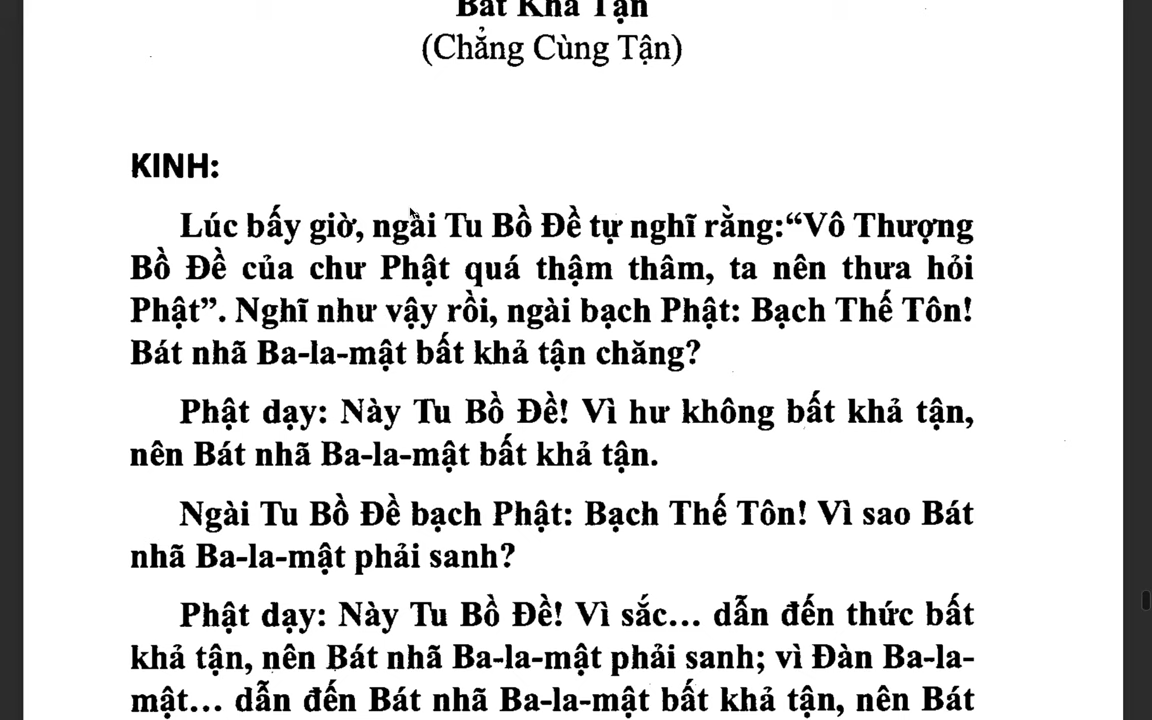 Bát Khả Tận
(Chẳng Cùng Tận)
KINH:
Lúc bấy giờ, ngài Tu Bồ Đề tự nghĩ rằng:“Vô Thượng
Bồ Đề của chư Phật quá thậm thâm, ta nên thưa hỏi
Phật”. Nghĩ như vậy rồi, ngài bạch Phật: Bạch Thế Tôn!
Bát nhã Ba-la-mật bất khả tận chăng?
Phật dạy: Này Tu Bồ Đề! Vì hư không bất khả tận,
nên Bát nhã Ba-la-mật bất khả tận.
Ngài Tu Bồ Đề bạch Phật: Bạch Thế Tôn! Vì sao Bát
nhã Ba-la-mật phải sanh?
Phật dạy: Này Tu Bồ Đề! Vì sắc... dẫn đến thức bất
khả tận, nên Bát nhã Ba-la-mật phải sanh; vì Đàn Ba-la-
mật... dẫn đến Bát nhã Ba-la-mật bất khả tận, nên Bát